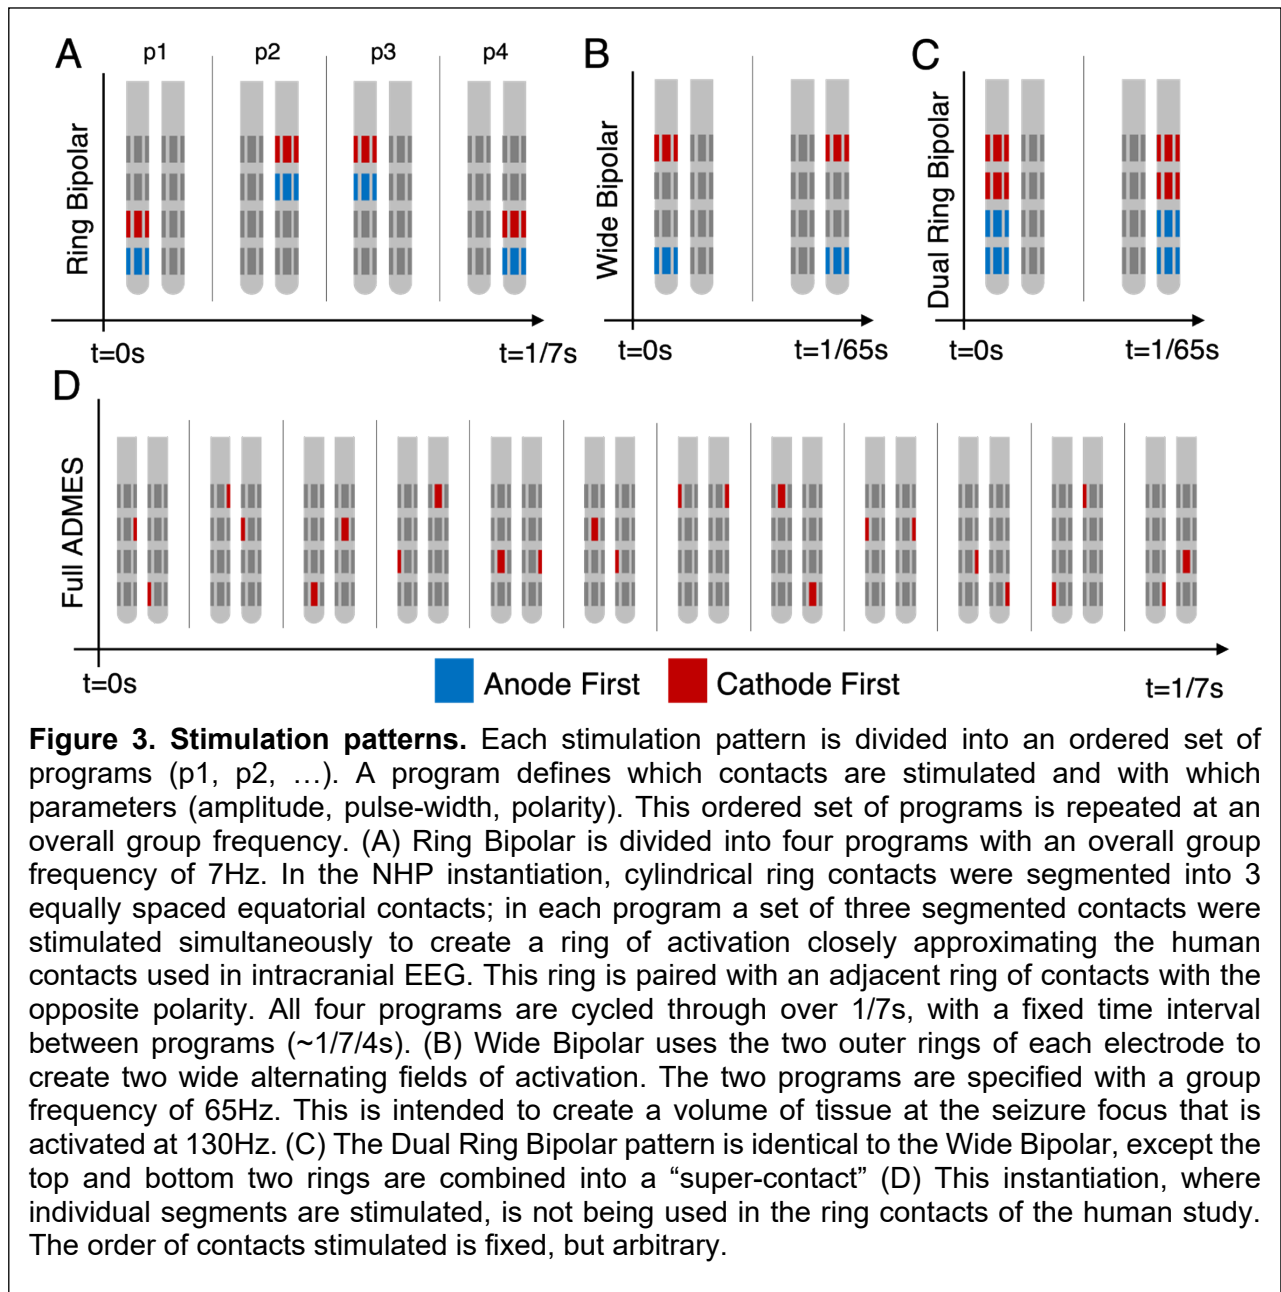 A
p1
p2
p3
p4
Ring Bipolar
t=0s
t=1/7s
B
Wide Bipolar
t=0s
t=1/65s
C
Dual Ring Bipolar
t=0s
t=1/65s
D
Full ADMES
t=0s
t=1/7s
Anode First
Cathode First
Figure 3. Stimulation patterns. Each stimulation pattern is divided into an ordered set of
programs (p1, p2, …). A program defines which contacts are stimulated and with which
parameters (amplitude, pulse-width, polarity). This ordered set of programs is repeated at an
overall group frequency. (A) Ring Bipolar is divided into four programs with an overall group
frequency of 7Hz. In the NHP instantiation, cylindrical ring contacts were segmented into 3
equally spaced equatorial contacts; in each program a set of three segmented contacts were
stimulated simultaneously to create a ring of activation closely approximating the human
contacts used in intracranial EEG. This ring is paired with an adjacent ring of contacts with the
opposite polarity. All four programs are cycled through over 1/7s, with a fixed time interval
between programs (~1/7/4s). (B) Wide Bipolar uses the two outer rings of each electrode to
create two wide alternating fields of activation. The two programs are specified with a group
frequency of 65Hz. This is intended to create a volume of tissue at the seizure focus that is
activated at 130Hz. (C) The Dual Ring Bipolar pattern is identical to the Wide Bipolar, except the
top and bottom two rings are combined into a “super-contact” (D) This instantiation, where
individual segments are stimulated, is not being used in the ring contacts of the human study.
The order of contacts stimulated is fixed, but arbitrary.